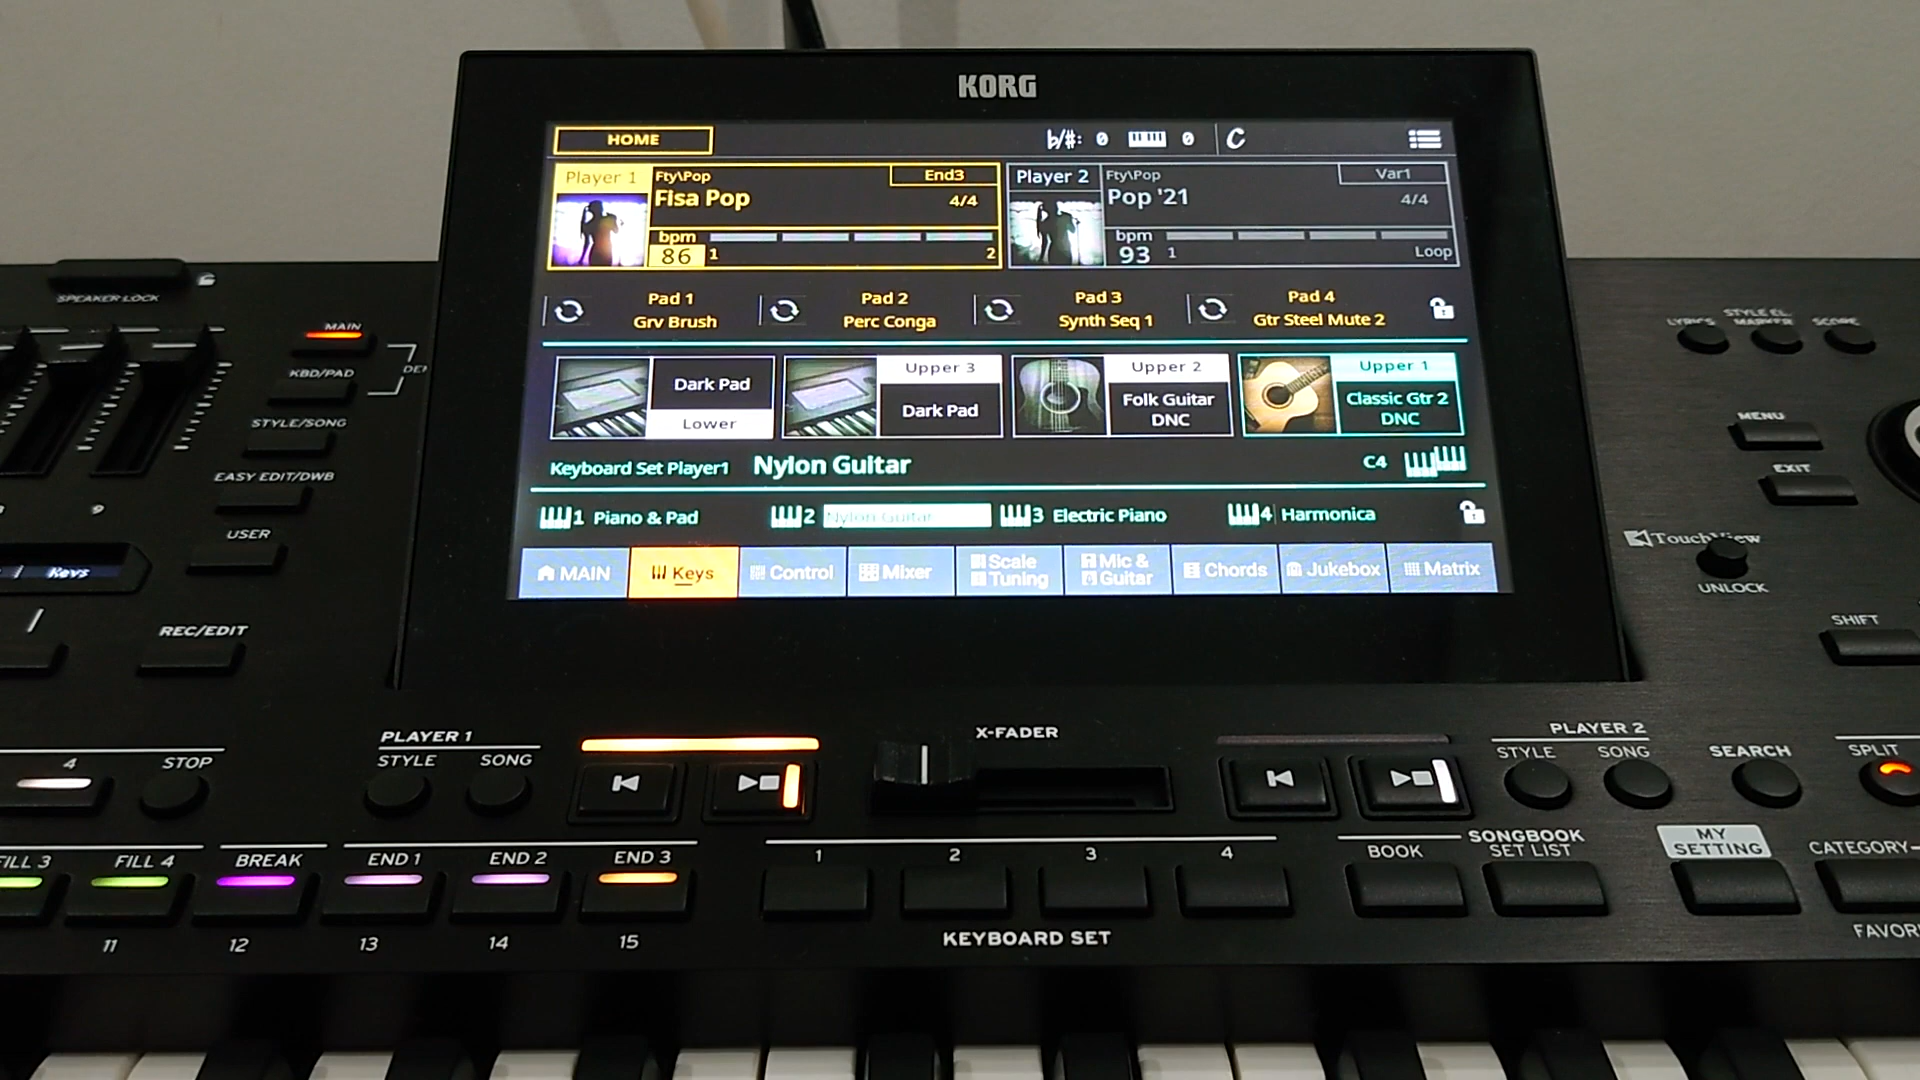 KORG
HOME
b/#: 0 0 C
Player 1
Fty\Pop
End3
Fisa Pop
4/4
bpm
86 1 2
Player 2
Fty\Pop
Var1
Pop '21
4/4
bpm
93 1 Loop
Pad 1
Grv Brush
Pad 2
Perc Conga
Pad 3
Synth Seq 1
Pad 4
Gtr Steel Mute 2
Dark Pad
Lower
Upper 3
Dark Pad
Upper 2
Folk Guitar
DNC
Upper 1
Classic Gtr 2
DNC
Keyboard Set Player1 Nylon Guitar C4
1 Piano & Pad
2 Nylon Guitar
3 Electric Piano
4 Harmonica
MAIN
Keys
Control
Mixer
Scale
Tuning
Mic &
Guitar
Chords
Jukebox
Matrix
SPEAKER LOCK
MAIN
KBD/PAD
STYLE/SONG
EASY EDIT/DWB
9
USER
Keys
REC/EDIT
LYRICS
STYLE EL.
MARKER
SCORE
MENU
EXIT
TouchView
UNLOCK
SHIFT
4
STOP
PLAYER 1
STYLE
SONG
X-FADER
PLAYER 2
STYLE
SONG
SEARCH
SPLIT
FILL 3
FILL 4
BREAK
END 1
END 2
END 3
11
12
13
14
15
1
2
3
4
KEYBOARD SET
BOOK
SONGBOOK
SET LIST
MY
SETTING
CATEGORY
FAVOR